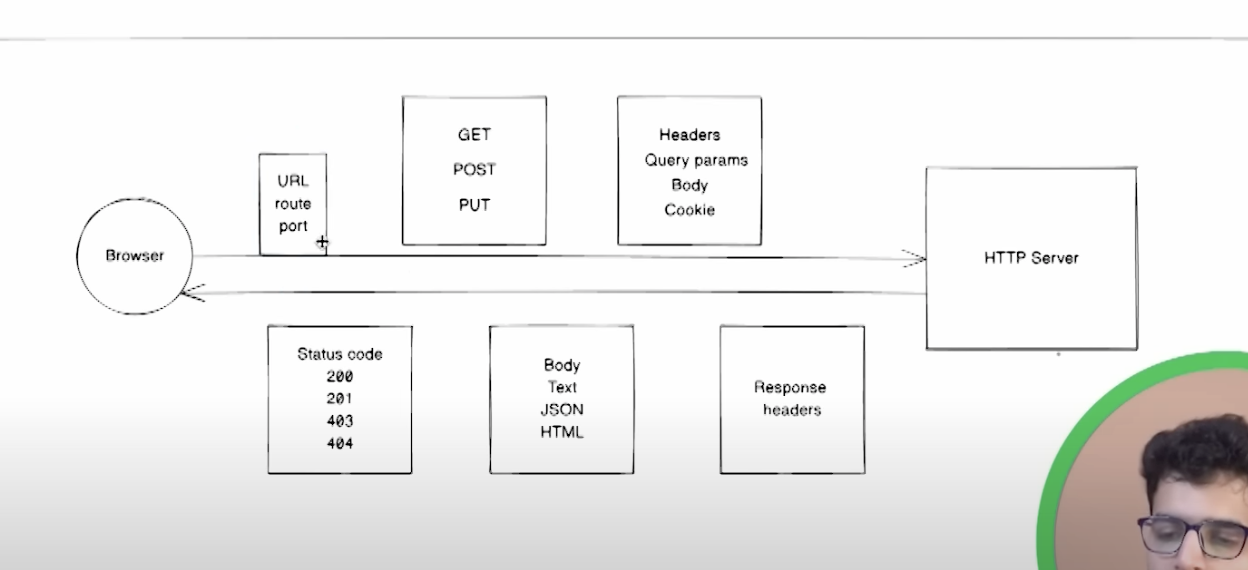 GET
POST
PUT
Headers
Query params
Body
Cookie
URL
route
port
Browser
HTTP Server
Status code
200
201
403
404
Body
Text
JSON
HTML
Response
headers